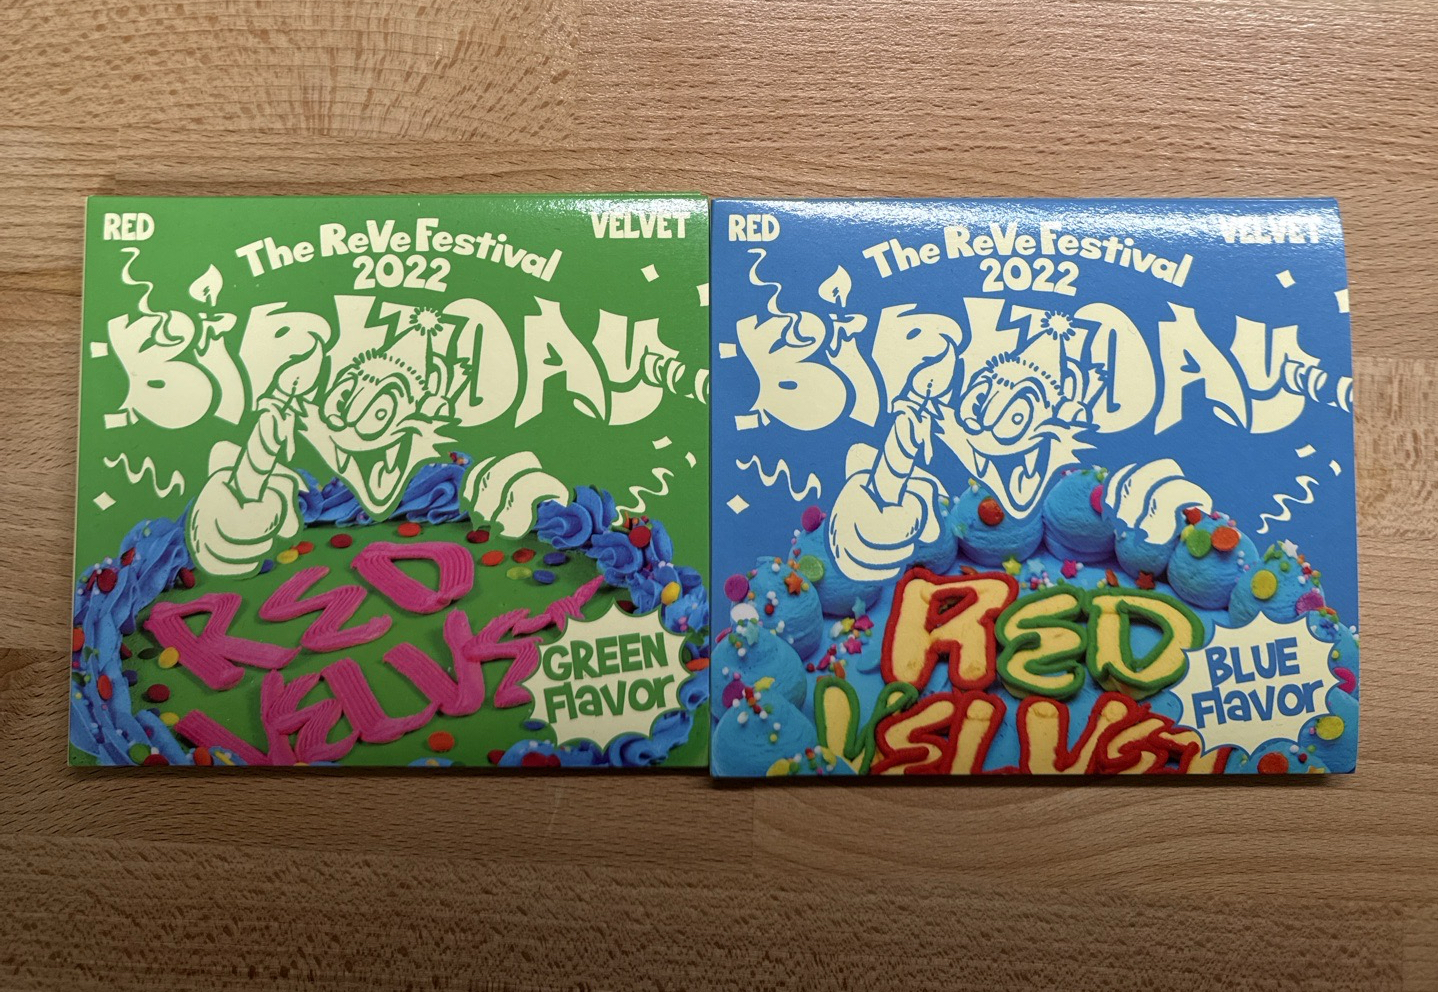 RED VELVET
The ReVe Festival
2022
BiRTHDAY
RED
VELVET
GREEN
Flavor
RED VELVET
The ReVe Festival
2022
BiRTHDAY
RED
VELVET
BLUE
Flavor